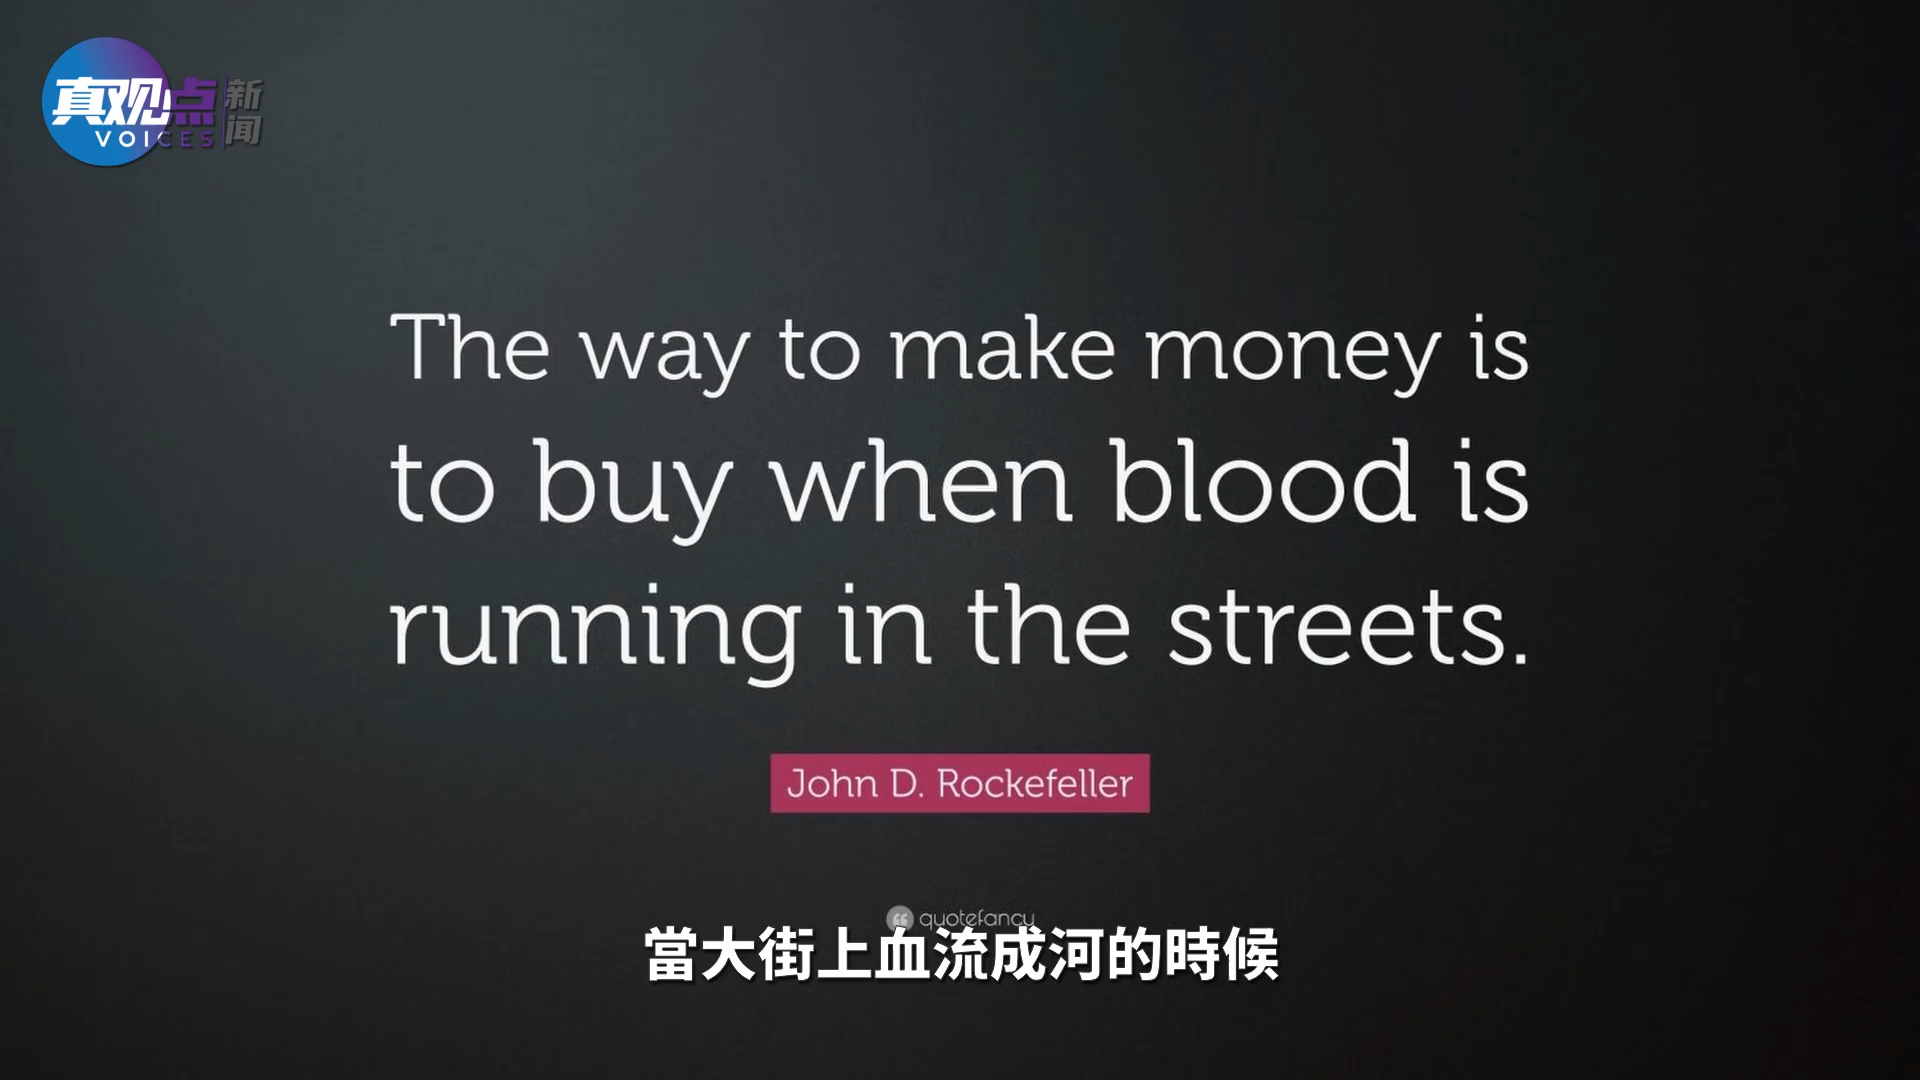 真观点
VOICES
新闻
The way to make money is
to buy when blood is
running in the streets.
John D. Rockefeller
quotefancy
當大街上血流成河的時候